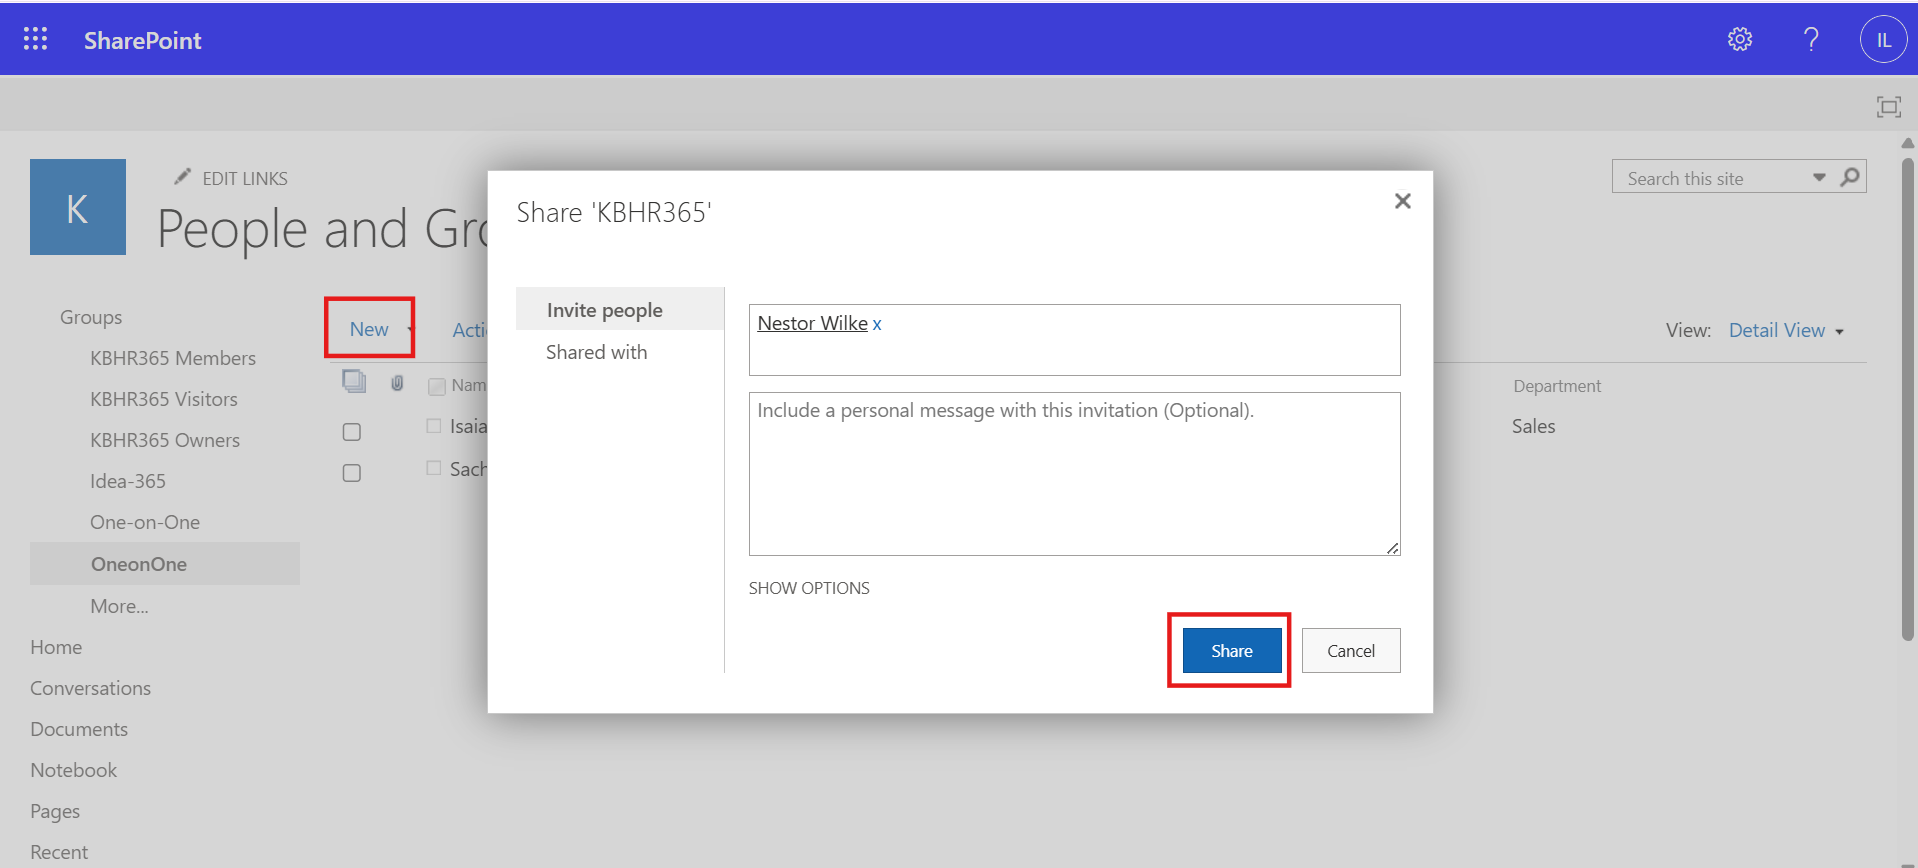 SharePoint
?
IL
K
EDIT LINKS
People and Gro
Search this site
Groups
KBHR365 Members
KBHR365 Visitors
KBHR365 Owners
Idea-365
One-on-One
OneonOne
More...
Home
Conversations
Documents
Notebook
Pages
Recent
New
Acti
View: Detail View
Nam
Department
Isaia
Sales
Sach
Share 'KBHR365'
Invite people
Shared with
Nestor Wilke x
Include a personal message with this invitation (Optional).
SHOW OPTIONS
Share
Cancel